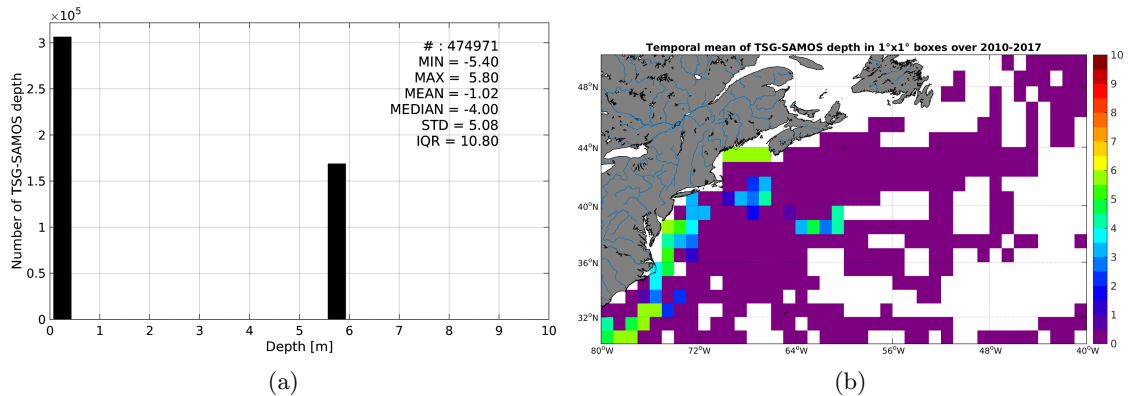 ×10⁵
Number of TSG-SAMOS depth
3
2.5
2
1.5
1
0.5
0
# : 474971
MIN = -5.40
MAX = 5.80
MEAN = -1.02
MEDIAN = -4.00
STD = 5.08
IQR = 10.80
0 1 2 3 4 5 6 7 8 9 10
Depth [m]
(a)
Temporal mean of TSG-SAMOS depth in 1°x1° boxes over 2010-2017
48°N
44°N
40°N
36°N
32°N
80°W 72°W 64°W 56°W 48°W 40°W
10
9
8
7
6
5
4
3
2
1
0
(b)